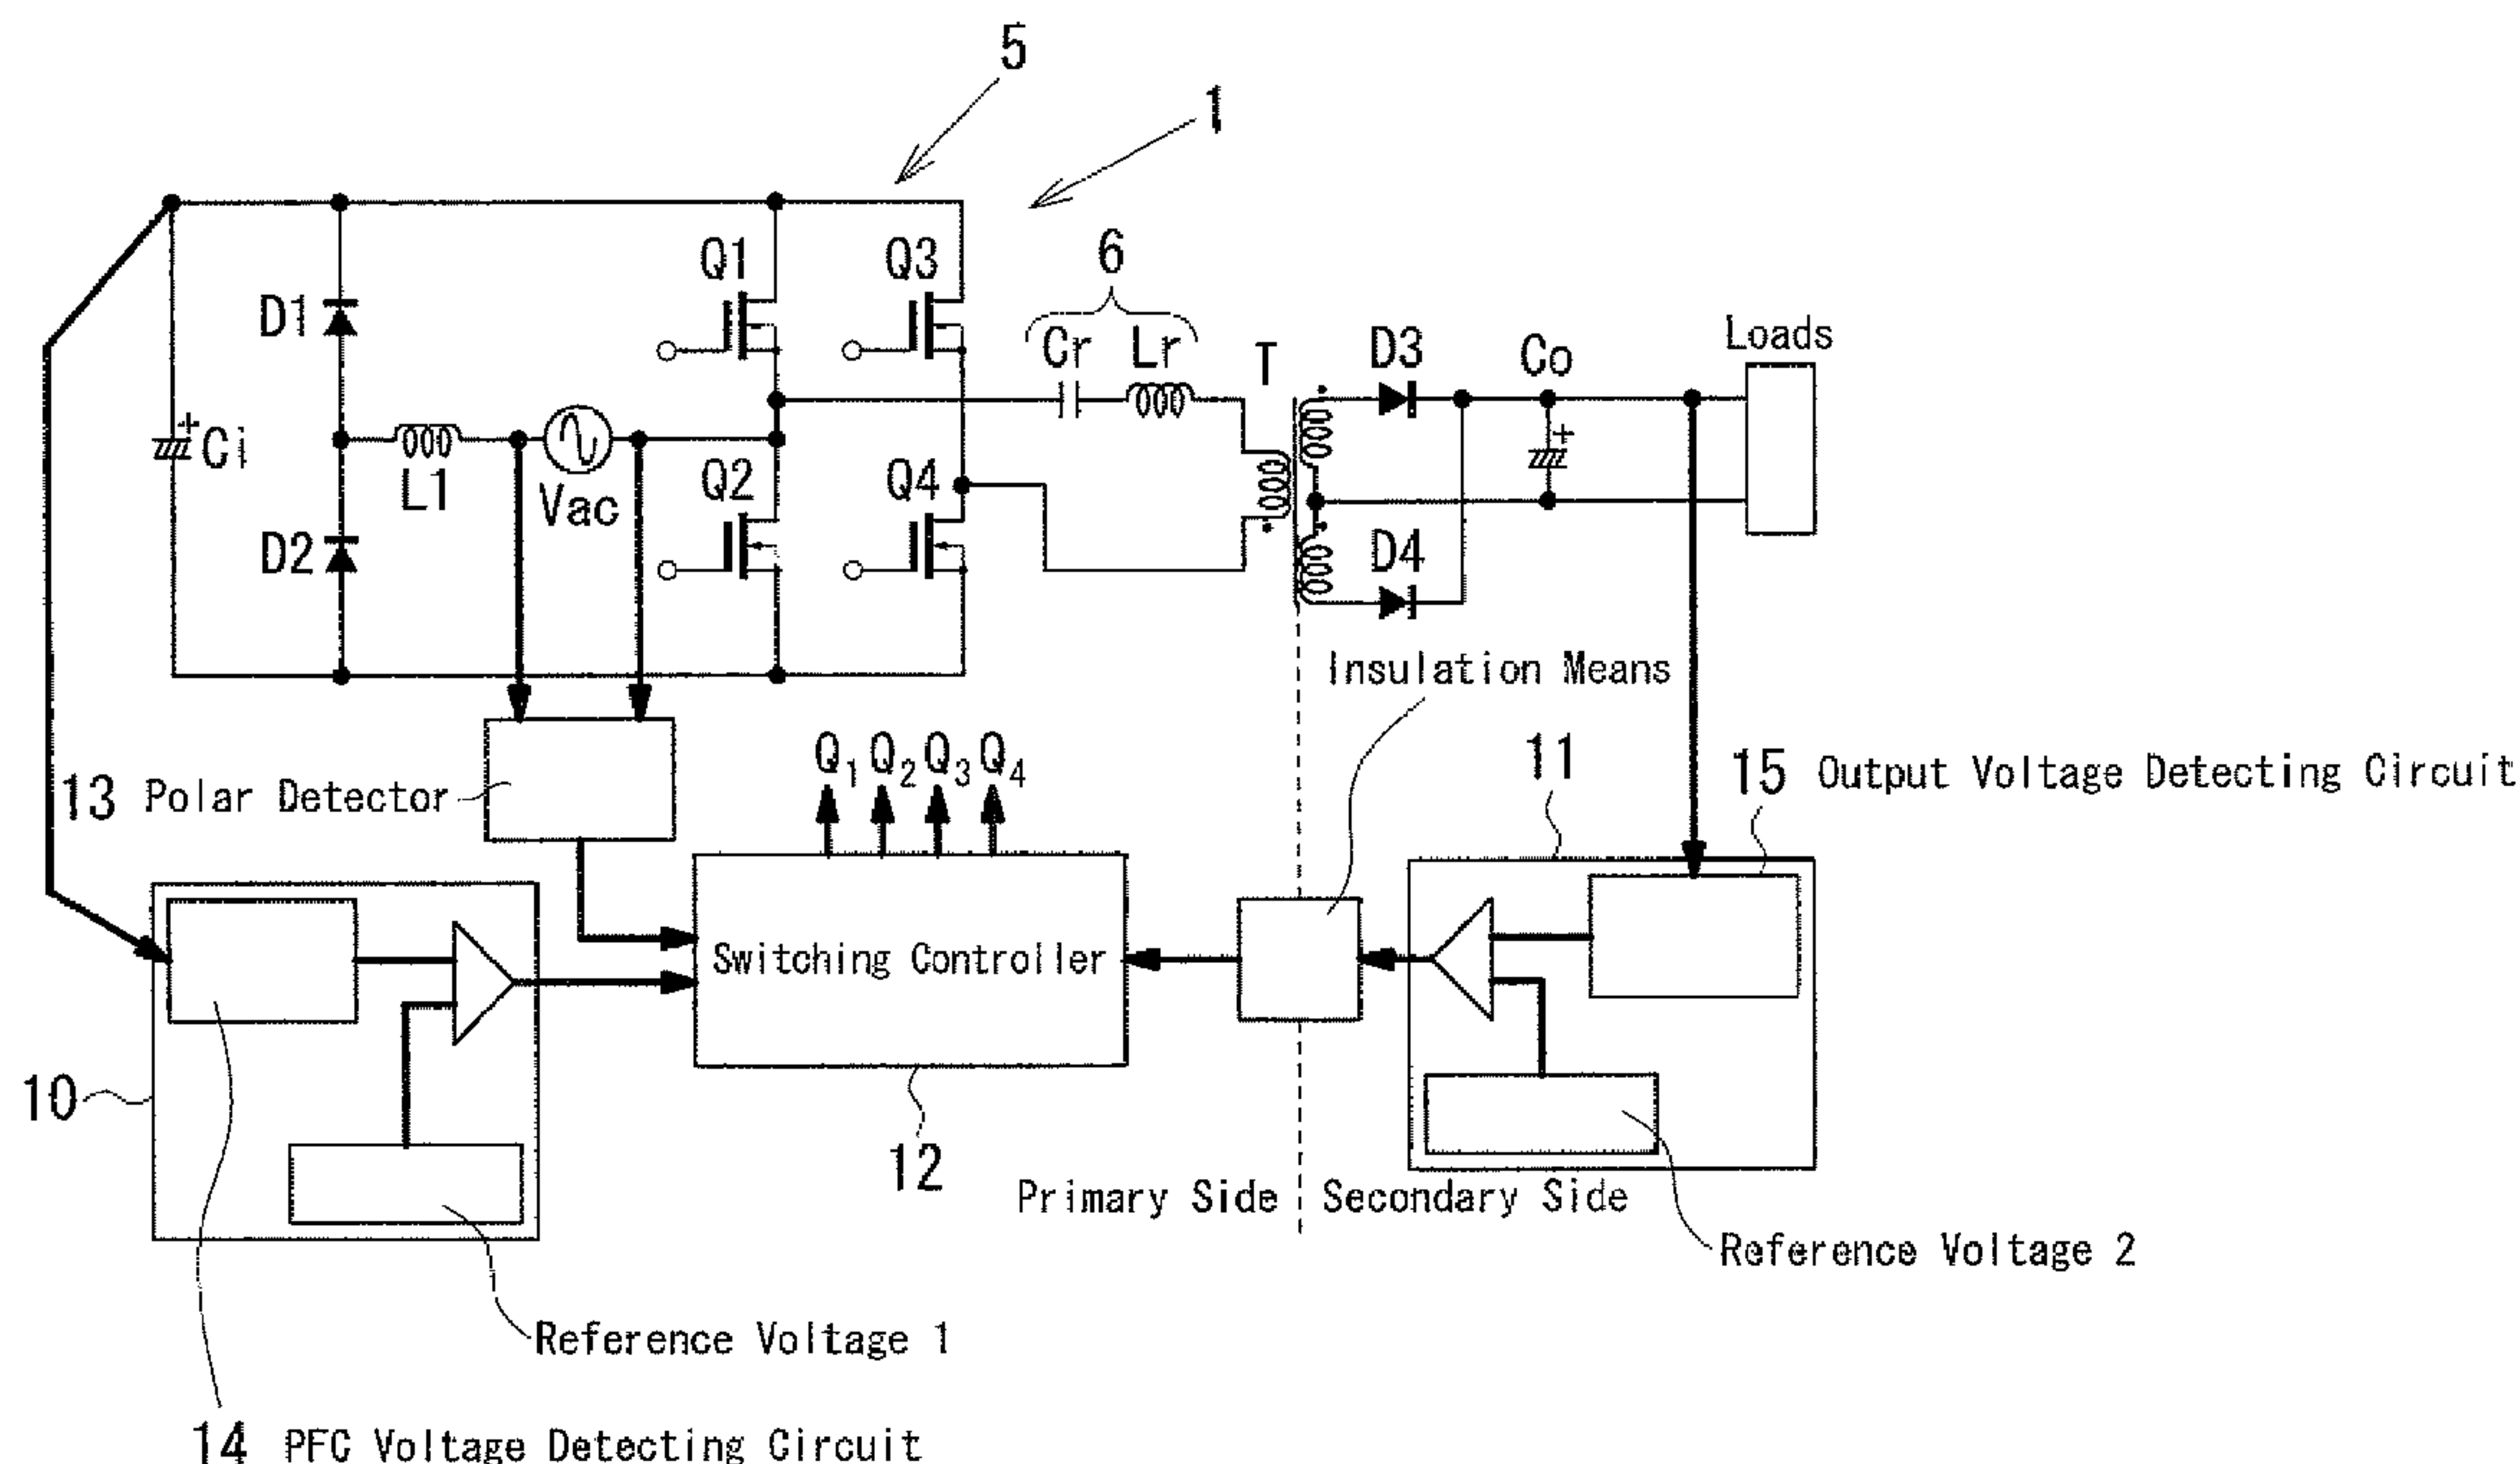 5
1
Q1
Q3
6
D1
Cr
Lr
T
D3
Co
Loads
+
Ci
L1
Vac
Q2
Q4
+
D2
D4
Insulation Means
13 Polar Detector
Q1 Q2 Q3 Q4
11
15 Output Voltage Detecting Circuit
Switching Controller
10
12
Primary Side
Secondary Side
Reference Voltage 2
Reference Voltage 1
14 PFC Voltage Detecting Circuit